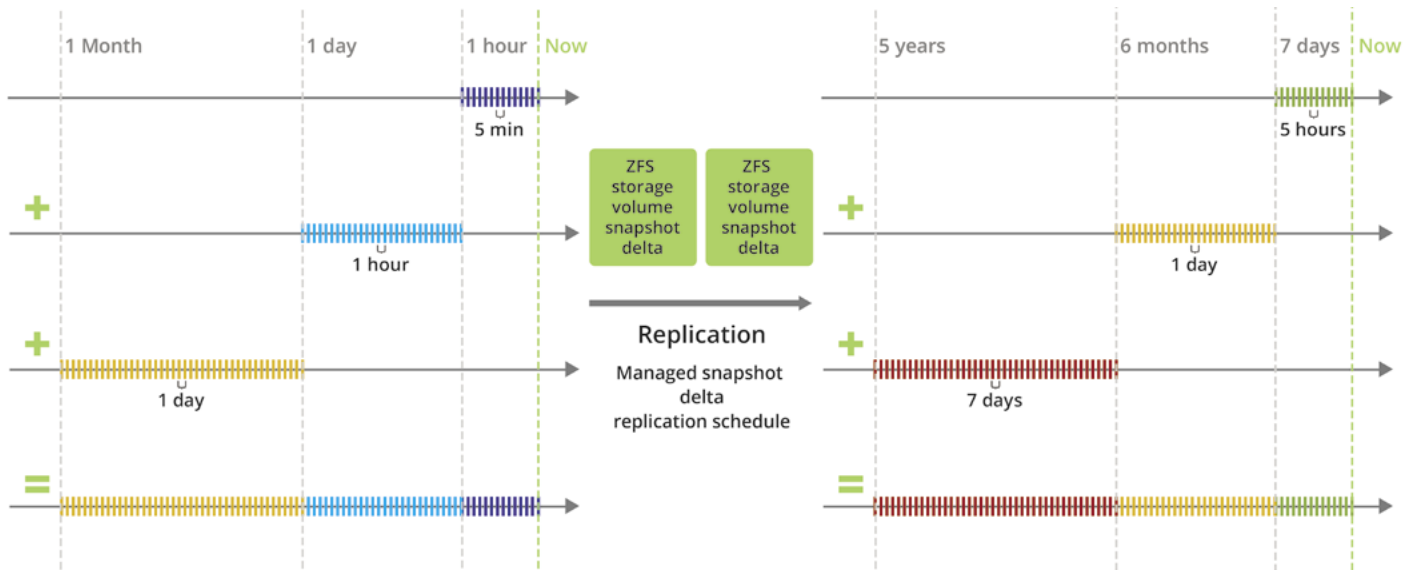 1 Month
1 day
1 hour
Now
5 min
+
1 hour
+
1 day
=
ZFS
storage
volume
snapshot
delta
ZFS
storage
volume
snapshot
delta
Replication
Managed snapshot
delta
replication schedule
5 years
6 months
7 days
Now
5 hours
+
1 day
+
7 days
=